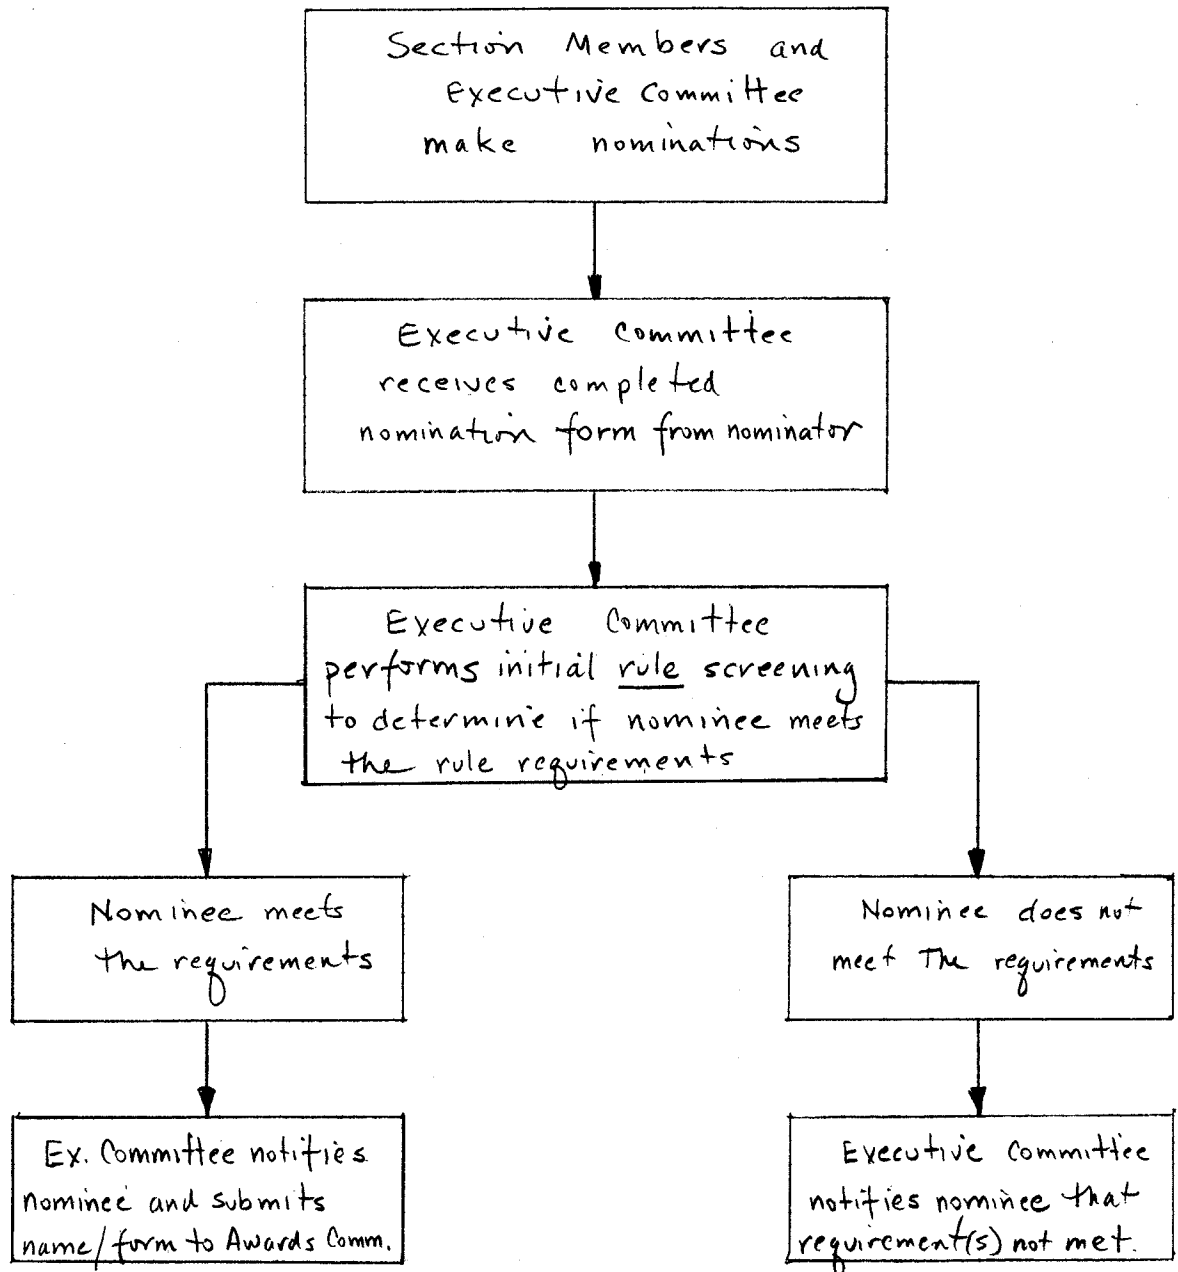 Section Members and
Executive Committee
make nominations
Executive Committee
receives completed
nomination form from nominator
Executive Committee
performs initial rule screening
to determine if nominee meets
the rule requirements
Nominee meets
the requirements
Nominee does not
meet The requirements
Ex. Committee notifies
nominee and submits
name/form to Awards Comm.
Executive Committee
notifies nominee that
requirement(s) not met.